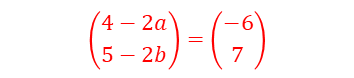 (4 − 2a) = (−6)
(5 − 2b) (7)